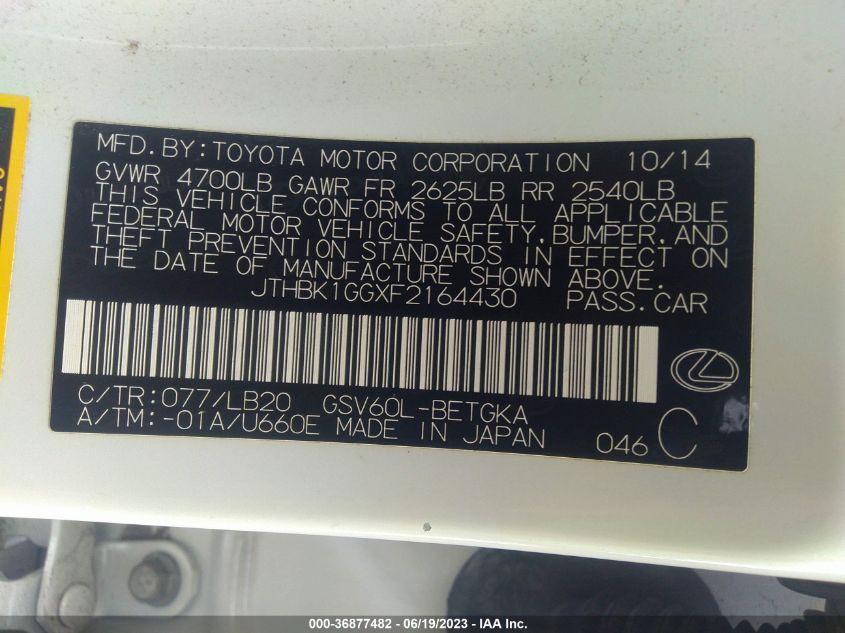 MFD.BY:TOYOTA MOTOR CORPORATION 10/14
GVWR 4700LB GAWR FR 2625LB RR 2540LB
THIS VEHICLE CONFORMS TO ALL APPLICABLE
FEDERAL MOTOR VEHICLE SAFETY,BUMPER,AND
THEFT PREVENTION STANDARDS IN EFFECT ON
THE DATE OF MANUFACTURE SHOWN ABOVE.
JTHBK1GGXF2164430 PASS.CAR
C/TR:077/LB20 GSV60L-BETGKA
A/TM:-01A/U660E MADE IN JAPAN 046 C
000-36877482 - 06/19/2023 - IAA Inc.